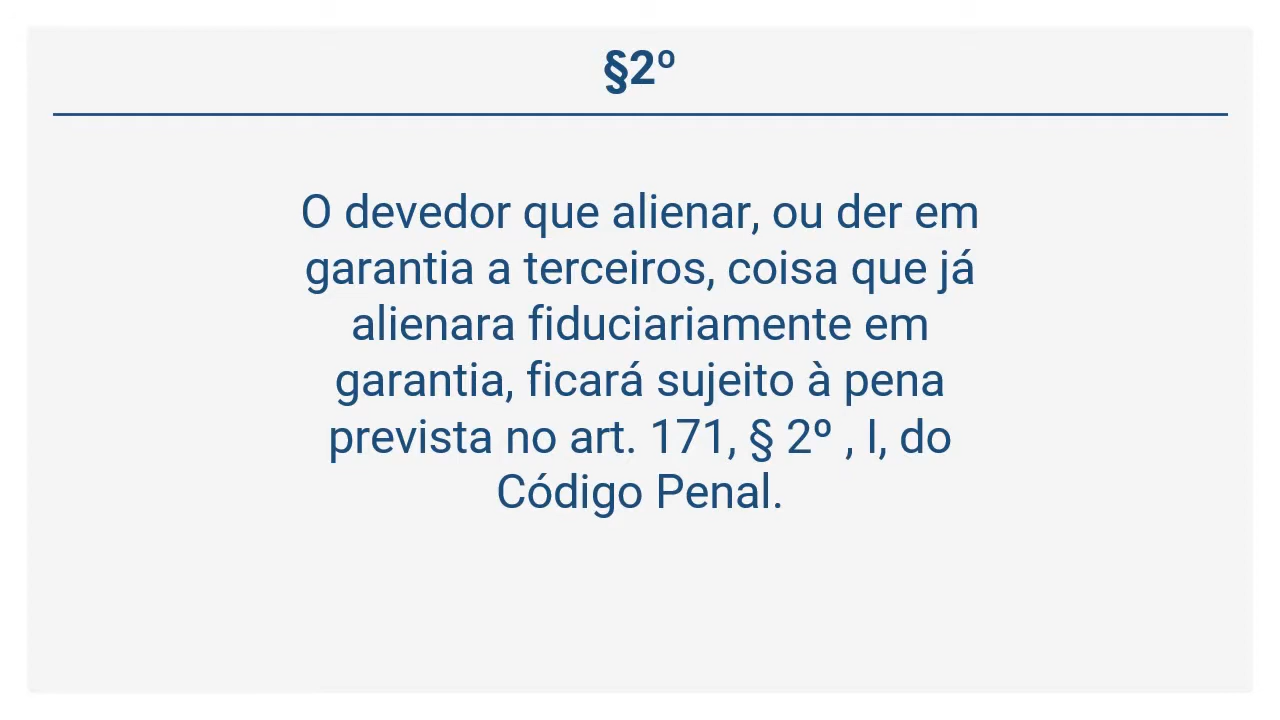 §2º
O devedor que alienar, ou der em
garantia a terceiros, coisa que já
alienara fiduciariamente em
garantia, ficará sujeito à pena
prevista no art. 171, § 2º , I, do
Código Penal.